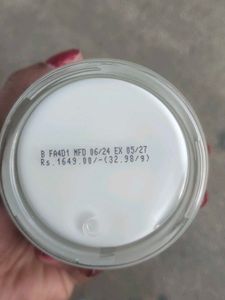 B FA4D1 MFD 06/24 EX 05/27
Rs.1649.00/-(32.98/g)